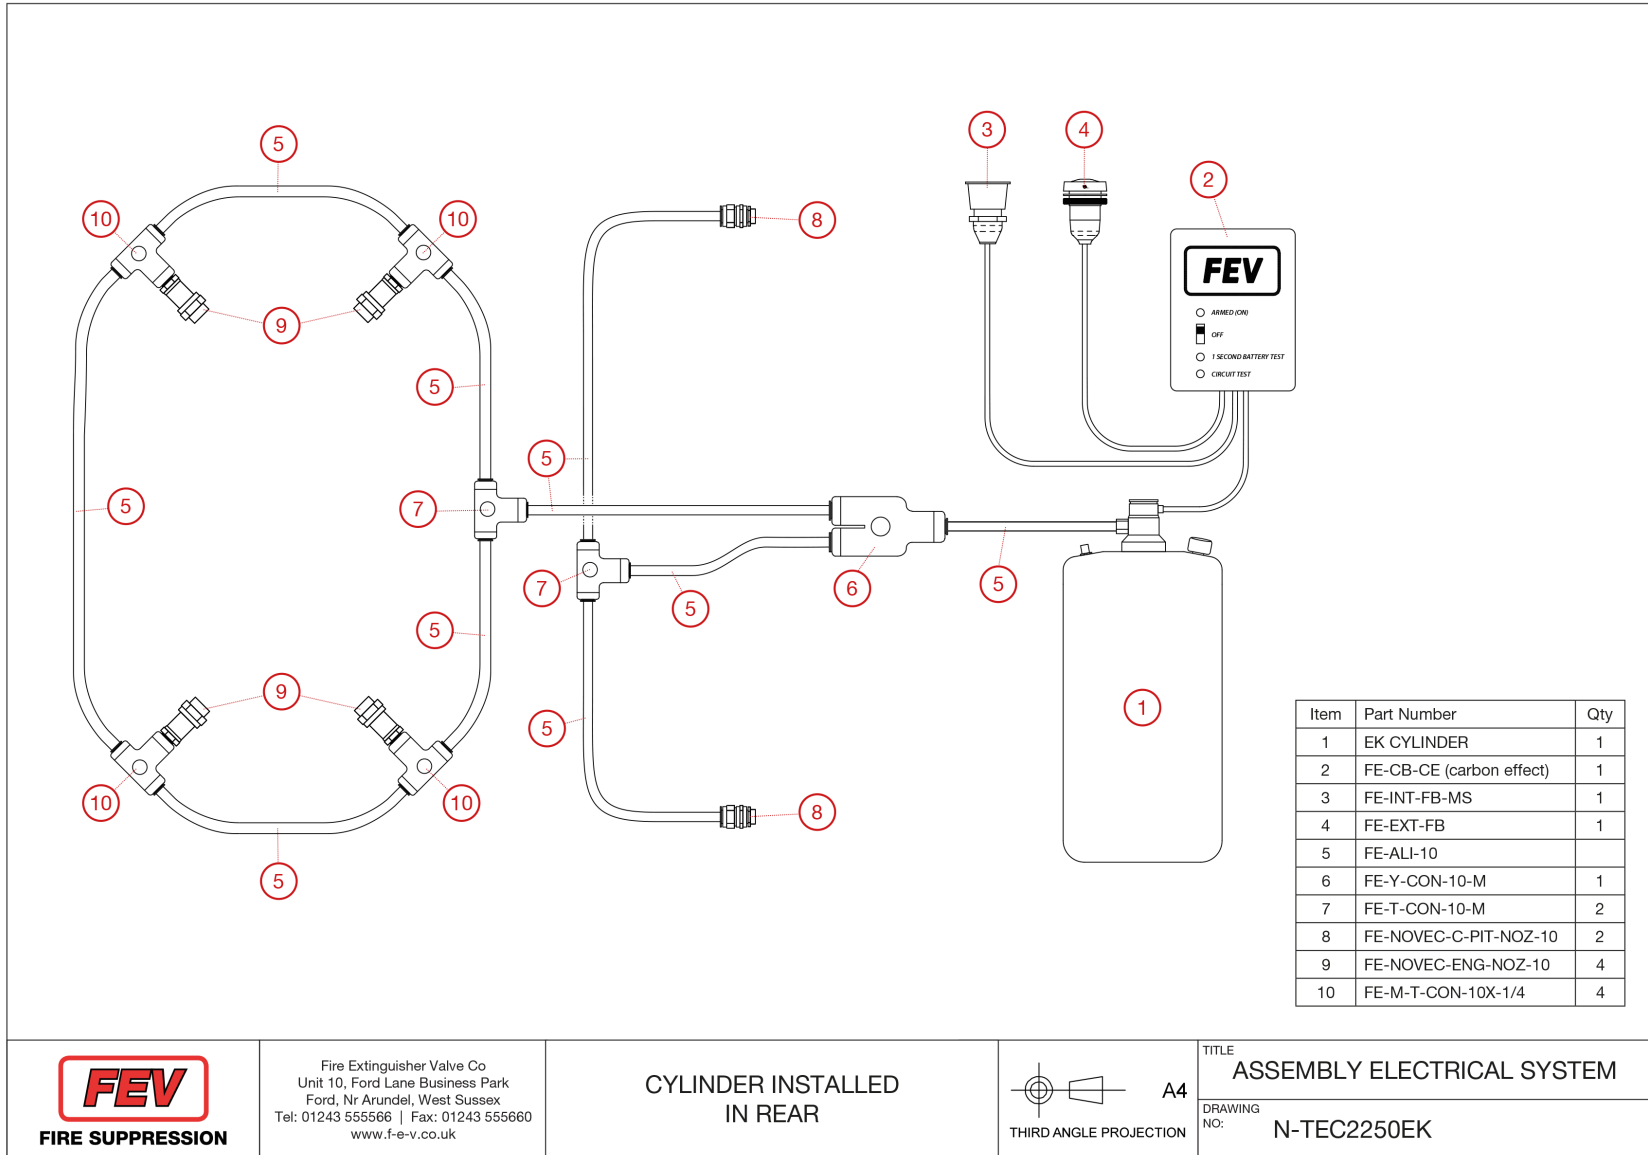 5
3
4
2
10
10
8
FEV
ARMED (ON)
OFF
1 SECOND BATTERY TEST
CIRCUIT TEST
9
5
5
5
5
7
7
5
6
5
5
9
5
1
10
10
8
5
Item Part Number Qty
1 EK CYLINDER 1
2 FE-CB-CE (carbon effect) 1
3 FE-INT-FB-MS 1
4 FE-EXT-FB 1
5 FE-ALI-10
6 FE-Y-CON-10-M 1
7 FE-T-CON-10-M 2
8 FE-NOVEC-C-PIT-NOZ-10 2
9 FE-NOVEC-ENG-NOZ-10 4
10 FE-M-T-CON-10X-1/4 4
FEV
FIRE SUPPRESSION
Fire Extinguisher Valve Co
Unit 10, Ford Lane Business Park
Ford, Nr Arundel, West Sussex
Tel: 01243 555566 | Fax: 01243 555660
www.f-e-v.co.uk
CYLINDER INSTALLED
IN REAR
A4
THIRD ANGLE PROJECTION
TITLE
ASSEMBLY ELECTRICAL SYSTEM
DRAWING
NO:
N-TEC2250EK